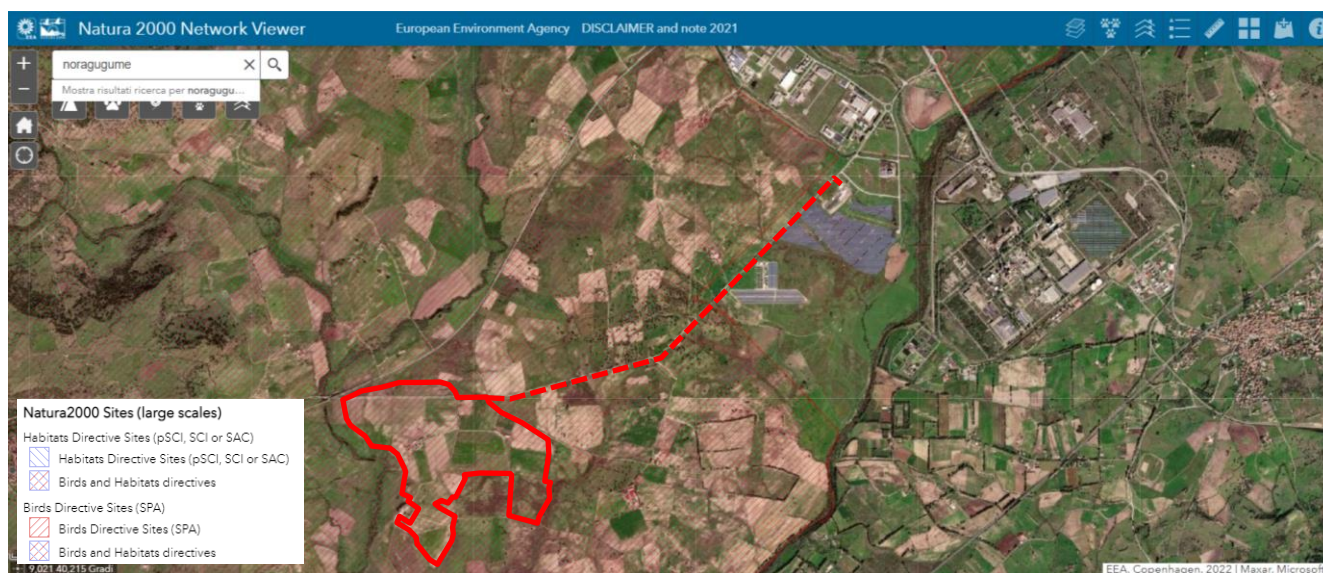 Natura 2000 Network Viewer
European Environment Agency DISCLAIMER and note 2021
noragugume
Mostra risultati ricerca per noragugu...
Natura2000 Sites (large scales)
Habitats Directive Sites (pSCI, SCI or SAC)
Habitats Directive Sites (pSCI, SCI or SAC)
Birds and Habitats directives
Birds Directive Sites (SPA)
Birds Directive Sites (SPA)
Birds and Habitats directives
9,021 40,215 Gradi
EEA, Copenhagen, 2022 | Maxar, Microsoft